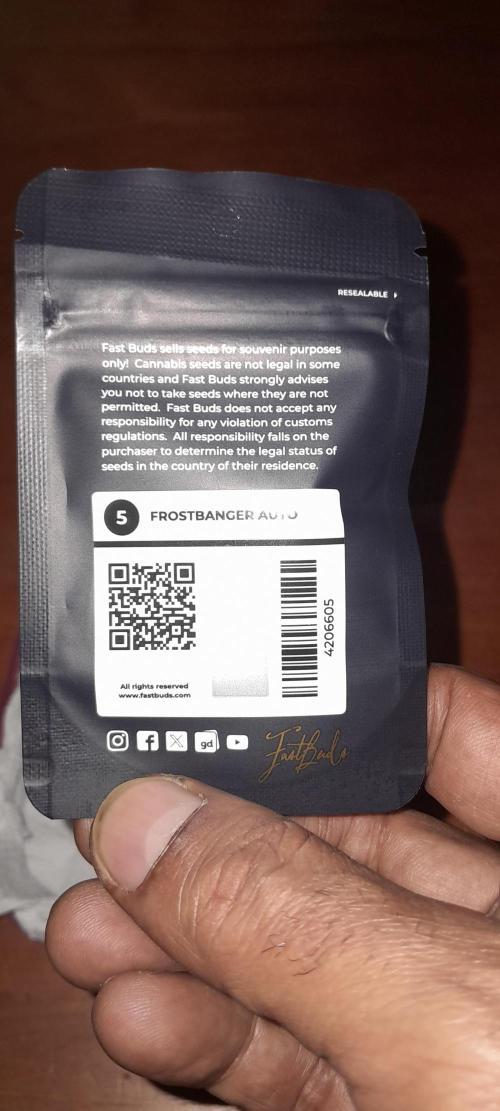 RESEALABLE
Fast Buds sells seeds for souvenir purposes
only! Cannabis seeds are not legal in some
countries and Fast Buds strongly advises
you not to take seeds where they are not
permitted. Fast Buds does not accept any
responsibility for any violation of customs
regulations. All responsibility falls on the
purchaser to determine the legal status of
seeds in the country of their residence.
5 FROSTBANGER AUTO
4206605
All rights reserved
www.fastbuds.com
gd
FastBuds